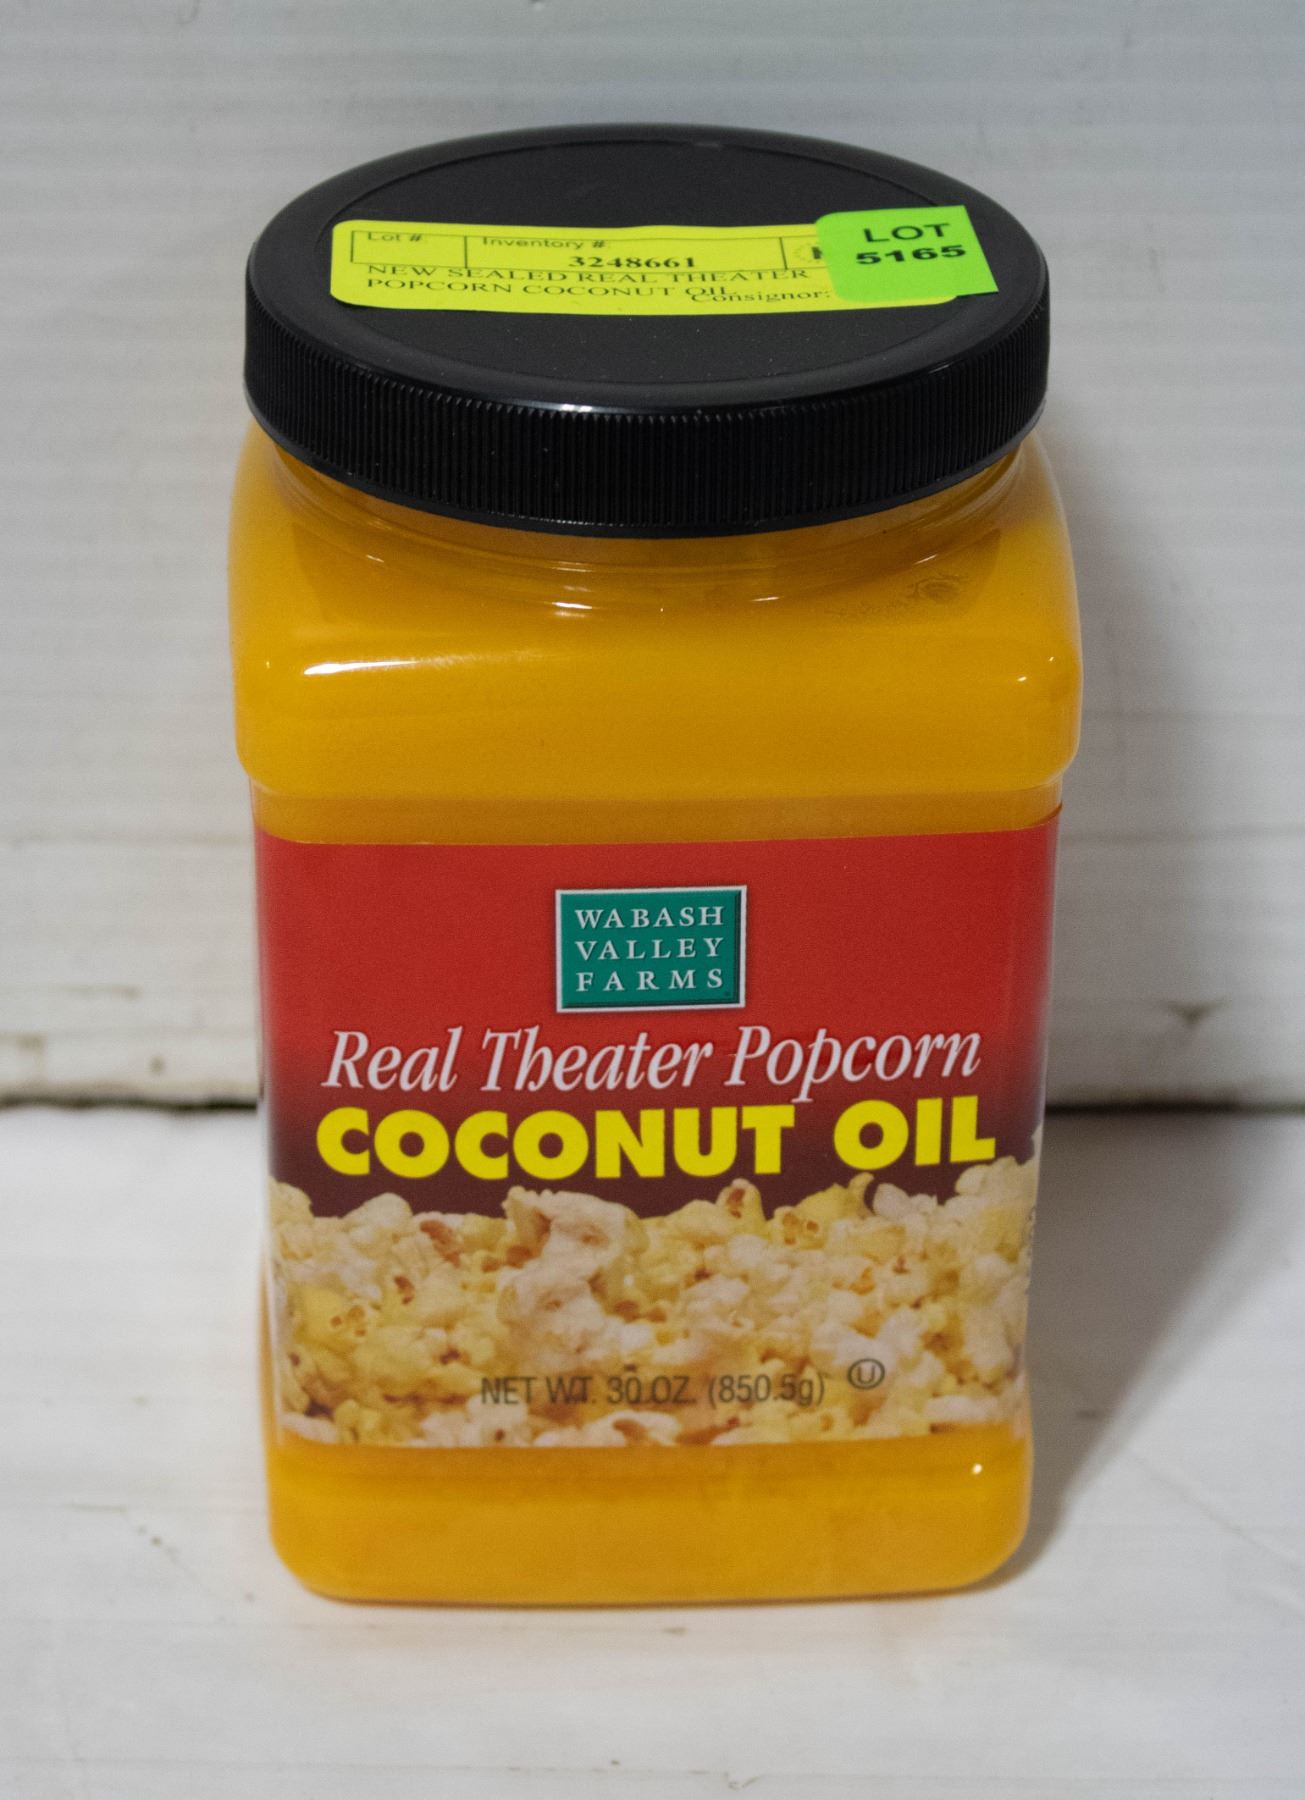 Lot #
Inventory #
3248661
LOT
5165
NEW SEALED REAL THEATER
POPCORN COCONUT OIL
Consignor:
WABASH
VALLEY
FARMS
Real Theater Popcorn
COCONUT OIL
NET WT. 30 OZ. (850.5g) U